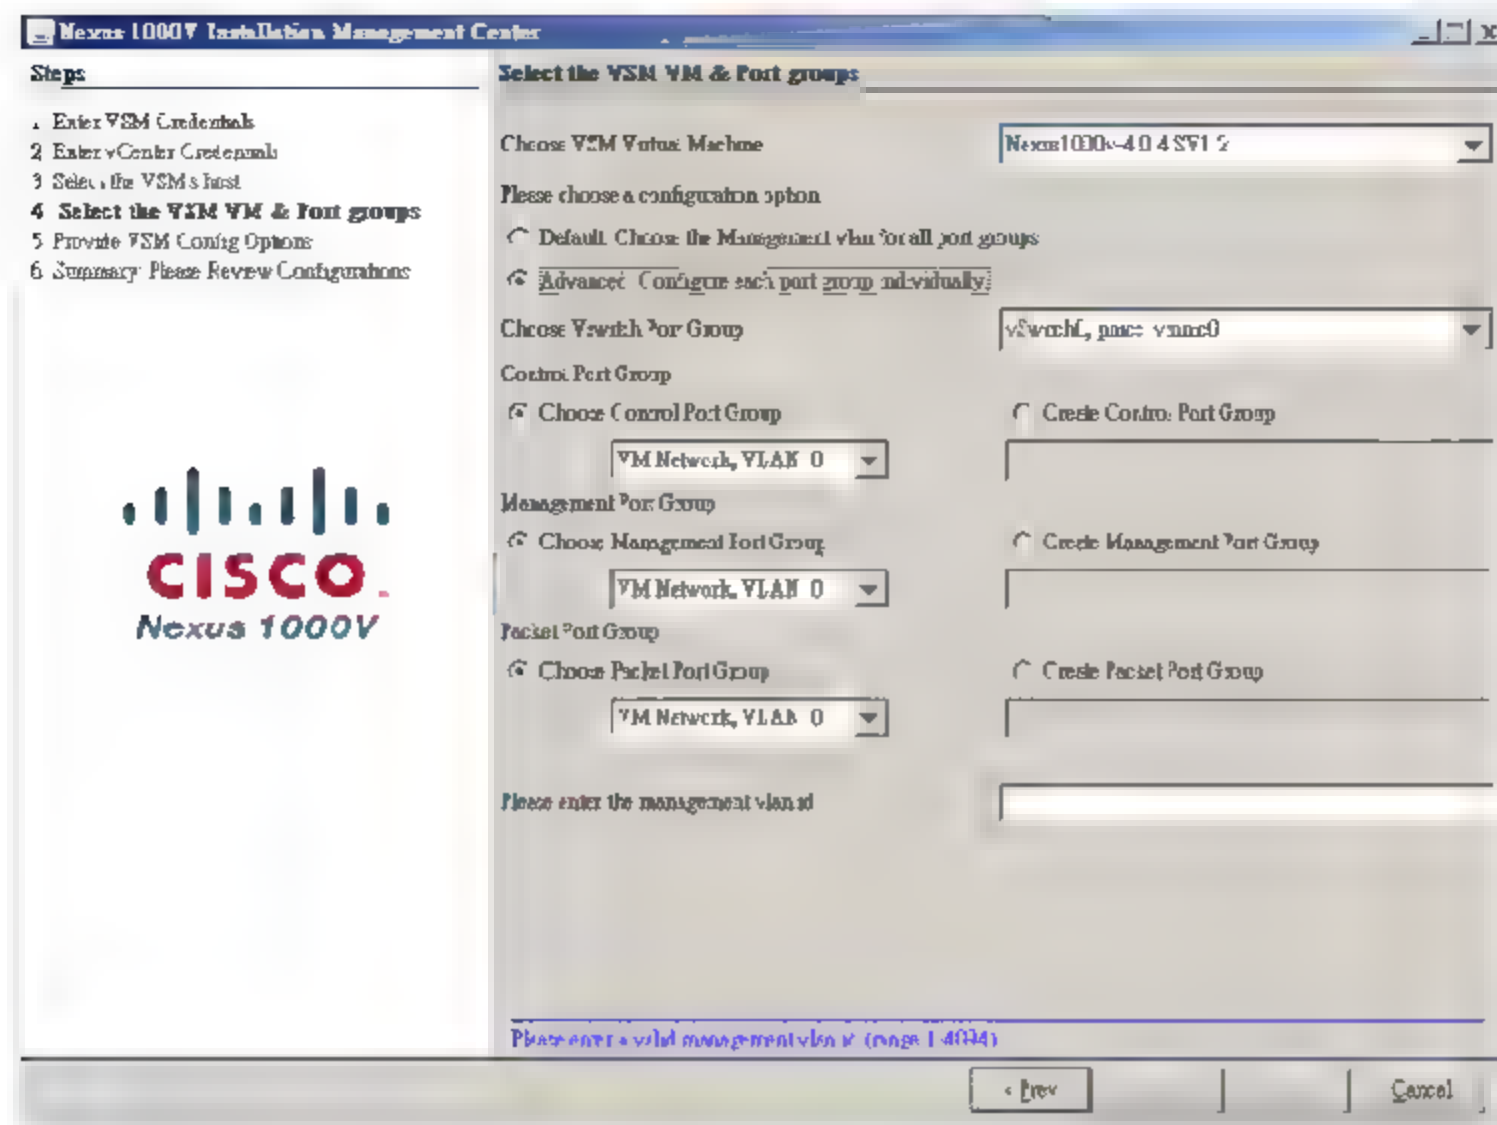 Nexus 1000V Installation Management Center
Steps
Select the VSM VM & Port groups
Enter VSM Credentials
2 Enter vCenter Credentials
3 Select the VSM's host
4 Select the VSM VM & Port groups
5 Provide VSM Config Options
6 Summary: Please Review Configurations
CISCO
Nexus 1000V
Choose VSM Virtual Machine
Nexus1000v-4.0.4.SV1.2
Please choose a configuration option
Default: Choose the Management vlan for all port groups
Advanced: Configure each port group individually.
Choose Vswitch Port Group
Control Port Group
Choose Control Port Group
Create Control Port Group
VM Network, VLAN: 0
Management Port Group
Choose Management Port Group
Create Management Port Group
VM Network, VLAN: 0
Packet Port Group
Choose Packet Port Group
Create Packet Port Group
VM Network, VLAN: 0
Please enter the management vlan id
Please enter a valid management vlan id (range 1-4094)
< Prev
Cancel